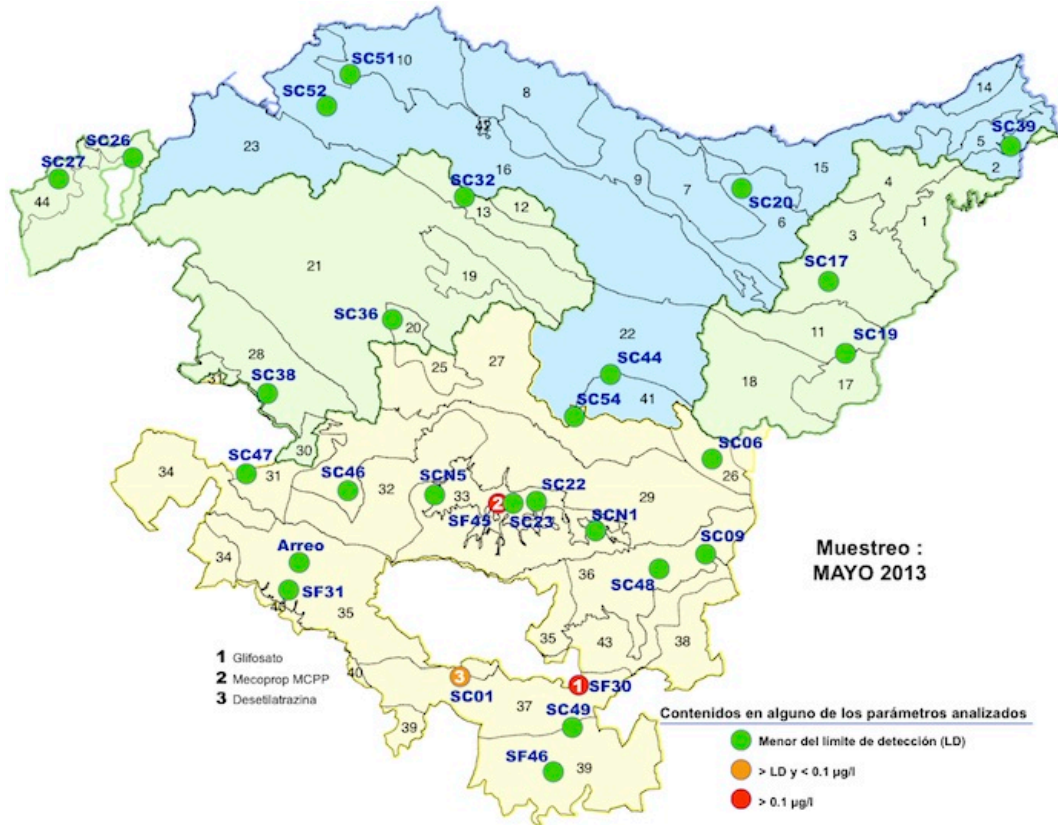 SC51
10
SC52
8
14
42
SC39
SC26
23
5
SC27
15
2
16
9
7
4
44
SC32
SC20
13
12
6
1
3
21
19
SC17
SC36
20
22
11
SC19
28
27
SC44
25
31
SC38
18
17
41
SC54
30
SC06
SC47
34
31
SC46
32
SCN5
SC22
26
33
2
29
SF45
SC23
SCN1
SC09
Muestreo :
MAYO 2013
Arreo
34
36
SC48
SF31
35
35
43
38
1 Glifosato
2 Mecoprop MCPP
3 Desetilatrazina
40
3
SC01
1
SF30
37
SC49
39
SF46
39
Contenidos en alguno de los parámetros analizados
Menor del límite de detección (LD)
> LD y < 0.1 µg/l
> 0.1 µg/l